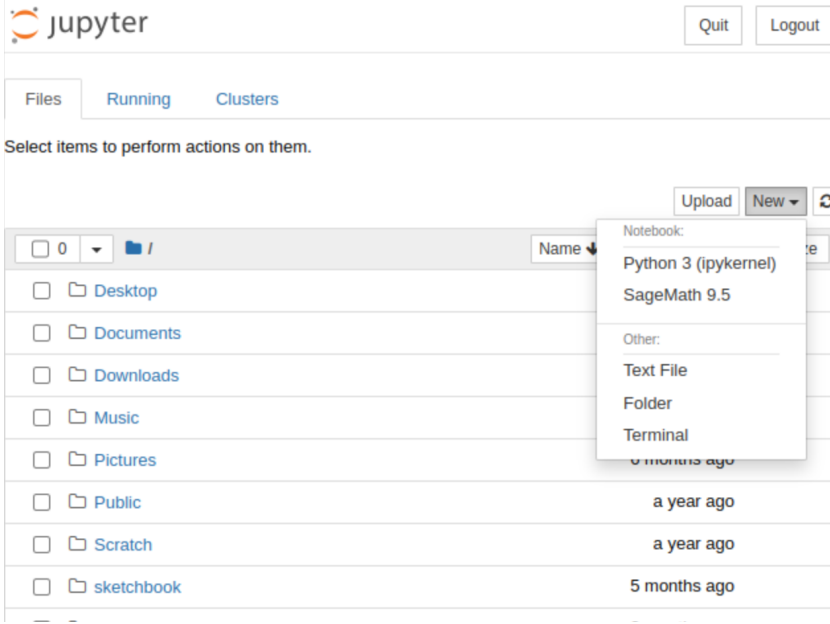 jupyter
Quit
Logout
Files
Running
Clusters
Select items to perform actions on them.
Upload
New
0
/
Name
Notebook:
Python 3 (ipykernel)
SageMath 9.5
Other:
Text File
Folder
Terminal
Desktop
Documents
Downloads
Music
Pictures
months ago
Public
a year ago
Scratch
a year ago
sketchbook
5 months ago